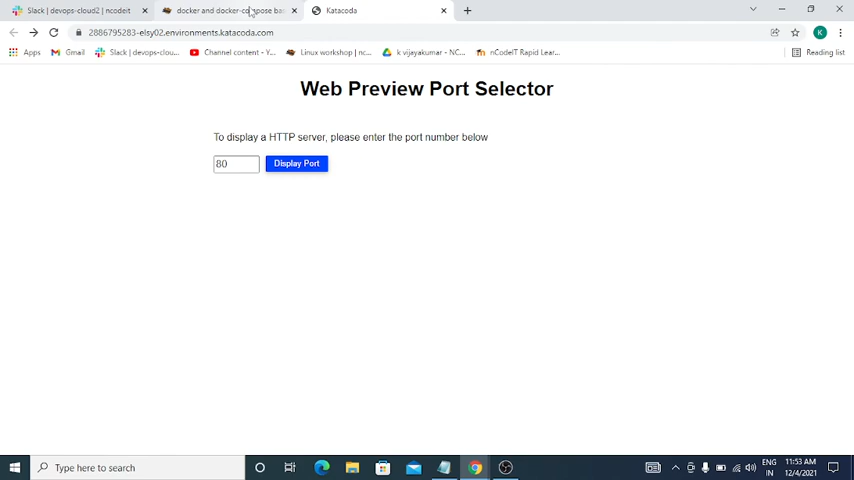 Slack | devops-cloud2 | ncodeit
docker and docker-compose bas
Katacoda
2886795283-elsy02.environments.katacoda.com
K
Apps
Gmail
Slack | devops-clou...
Channel content - Y...
Linux workshop | nc...
k vijayakumar - KVC...
nCodeIT Rapid Lear...
Reading list
Web Preview Port Selector
To display a HTTP server, please enter the port number below
80
Display Port
Type here to search
ENG
IN
11:53 AM
12/4/2021